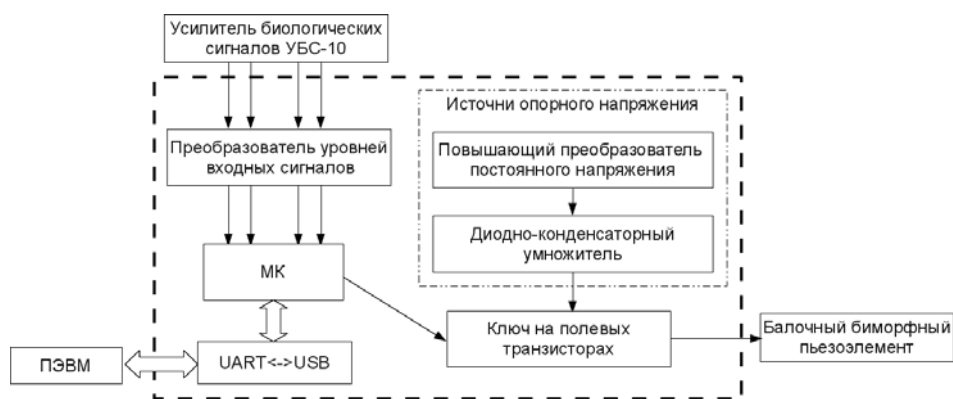 Усилитель биологических
сигналов УБС-10
Источни опорного напряжения
Преобразователь уровней
входных сигналов
Повышающий преобразователь
постоянного напряжения
Диодно-конденсаторный
умножитель
МК
Ключ на полевых
транзисторах
Балочный биморфный
пьезоэлемент
ПЭВМ
UART<->USB